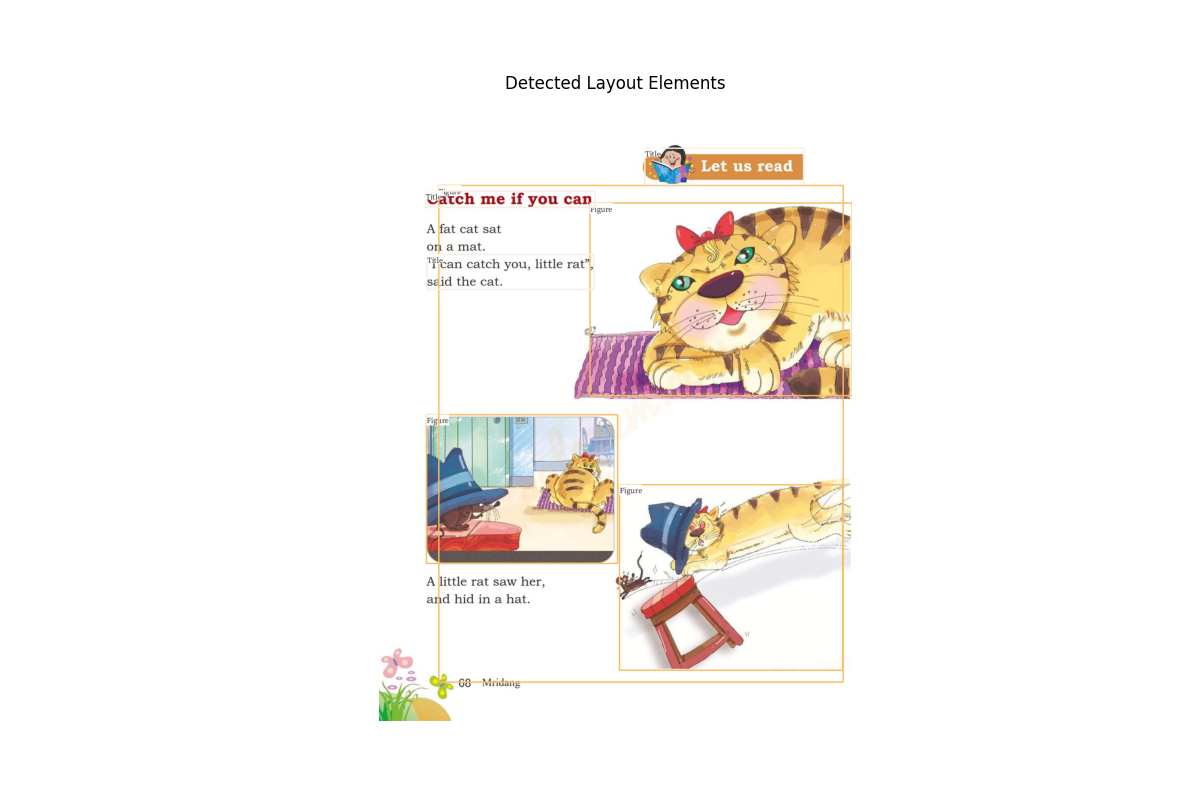 Detected Layout Elements
Title
Let us read
Figure
Title
Catch me if you can
Figure
A fat cat sat
on a mat.
Title
"I can catch you, little rat",
said the cat.
Figure
Figure
A little rat saw her,
and hid in a hat.
68 Mridang